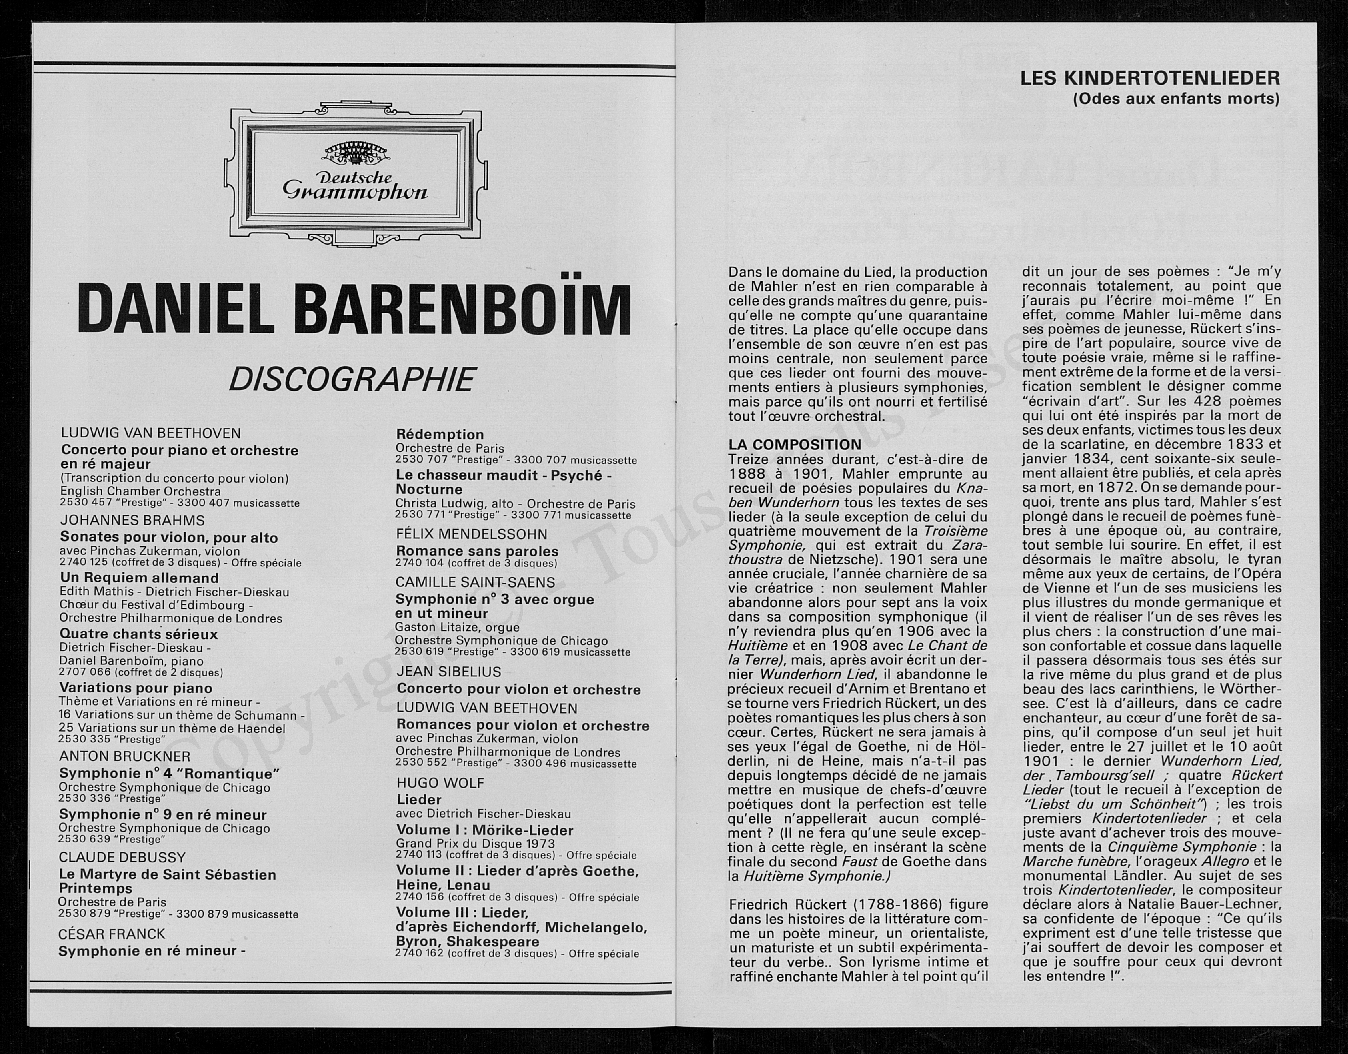 Deutsche
Grammophon
DANIEL BARENBOÏM
DISCOGRAPHIE
LUDWIG VAN BEETHOVEN
Concerto pour piano et orchestre
en ré majeur
(Transcription du concerto pour violon)
English Chamber Orchestra
2530 457 "Prestige" - 3300 407 musicassette
JOHANNES BRAHMS
Sonates pour violon, pour alto
avec Pinchas Zukerman, violon
2740 125 (coffret de 3 disques) - Offre spéciale
Un Requiem allemand
Edith Mathis - Dietrich Fischer-Dieskau
Chœur du Festival d'Edimbourg -
Orchestre Philharmonique de Londres
Quatre chants sérieux
Dietrich Fischer-Dieskau -
Daniel Barenboïm, piano
2707 066 (coffret de 2 disques)
Variations pour piano
Thème et Variations en ré mineur -
16 Variations sur un thème de Schumann -
25 Variations sur un thème de Haendel
2530 335 "Prestige"
ANTON BRUCKNER
Symphonie n° 4 "Romantique"
Orchestre Symphonique de Chicago
2530 336 "Prestige"
Symphonie n° 9 en ré mineur
Orchestre Symphonique de Chicago
2530 639 "Prestige"
CLAUDE DEBUSSY
Le Martyre de Saint Sébastien
Printemps
Orchestre de Paris
2530 879 "Prestige" - 3300 879 musicassette
CÉSAR FRANCK
Symphonie en ré mineur -
Rédemption
Orchestre de Paris
2530 707 "Prestige" - 3300 707 musicassette
Le chasseur maudit - Psyché -
Nocturne
Christa Ludwig, alto - Orchestre de Paris
2530 771 "Prestige" - 3300 771 musicassette
FÉLIX MENDELSSOHN
Romance sans paroles
2740 104 (coffret de 3 disques)
CAMILLE SAINT-SAENS
Symphonie n° 3 avec orgue
en ut mineur
Gaston Litaize, orgue
Orchestre Symphonique de Chicago
2530 619 "Prestige" - 3300 619 musicassette
JEAN SIBELIUS
Concerto pour violon et orchestre
LUDWIG VAN BEETHOVEN
Romances pour violon et orchestre
avec Pinchas Zukerman, violon
Orchestre Philharmonique de Londres
2530 552 "Prestige" - 3300 496 musicassette
HUGO WOLF
Lieder
avec Dietrich Fischer-Dieskau
Volume I : Mörike-Lieder
Grand Prix du Disque 1973
2740 113 (coffret de 3 disques) - Offre spéciale
Volume II : Lieder d'après Goethe,
Heine, Lenau
2740 156 (coffret de 3 disques) - Offre spéciale
Volume III : Lieder,
d'après Eichendorff, Michelangelo,
Byron, Shakespeare
2740 162 (coffret de 3 disques) - Offre spéciale
LES KINDERTOTENLIEDER
(Odes aux enfants morts)
Dans le domaine du Lied, la production
de Mahler n'est en rien comparable à
celle des grands maîtres du genre, puis-
qu'elle ne compte qu'une quarantaine
de titres. La place qu'elle occupe dans
l'ensemble de son œuvre n'en est pas
moins centrale, non seulement parce
que ces lieder ont fourni des mouve-
ments entiers à plusieurs symphonies,
mais parce qu'ils ont nourri et fertilisé
tout l'œuvre orchestral.
LA COMPOSITION
Treize années durant, c'est-à-dire de
1888 à 1901, Mahler emprunte au
recueil de poésies populaires du Kna-
ben Wunderhorn tous les textes de ses
lieder (à la seule exception de celui du
quatrième mouvement de la Troisième
Symphonie, qui est extrait du Zara-
thoustra de Nietzsche). 1901 sera une
année cruciale, l'année charnière de sa
vie créatrice : non seulement Mahler
abandonne alors pour sept ans la voix
dans sa composition symphonique (il
n'y reviendra plus qu'en 1906 avec la
Huitième et en 1908 avec Le Chant de
la Terre), mais, après avoir écrit un der-
nier Wunderhorn Lied, il abandonne le
précieux recueil d'Arnim et Brentano et
se tourne vers Friedrich Rückert, un des
poètes romantiques les plus chers à son
cœur. Certes, Rückert ne sera jamais à
ses yeux l'égal de Goethe, ni de Höl-
derlin, ni de Heine, mais n'a-t-il pas
depuis longtemps décidé de ne jamais
mettre en musique de chefs-d'œuvre
poétiques dont la perfection est telle
qu'elle n'appellerait aucun complé-
ment ? (Il ne fera qu'une seule excep-
tion à cette règle, en insérant la scène
finale du second Faust de Goethe dans
la Huitième Symphonie.)
Friedrich Rückert (1788-1866) figure
dans les histoires de la littérature com-
me un poète mineur, un orientaliste,
un maturiste et un subtil expérimenta-
teur du verbe.. Son lyrisme intime et
raffiné enchante Mahler à tel point qu'il
dit un jour de ses poèmes : "Je m'y
reconnais totalement, au point que
j'aurais pu l'écrire moi-même !" En
effet, comme Mahler lui-même dans
ses poèmes de jeunesse, Rückert s'ins-
pire de l'art populaire, source vive de
toute poésie vraie, même si le raffine-
ment extrême de la forme et de la versi-
fication semblent le désigner comme
"écrivain d'art". Sur les 428 poèmes
qui lui ont été inspirés par la mort de
ses deux enfants, victimes tous les deux
de la scarlatine, en décembre 1833 et
janvier 1834, cent soixante-six seule-
ment allaient être publiés, et cela après
sa mort, en 1872. On se demande pour-
quoi, trente ans plus tard, Mahler s'est
plongé dans le recueil de poèmes funè-
bres à une époque où, au contraire,
tout semble lui sourire. En effet, il est
désormais le maître absolu, le tyran
même aux yeux de certains, de l'Opéra
de Vienne et l'un de ses musiciens les
plus illustres du monde germanique et
il vient de réaliser l'un de ses rêves les
plus chers : la construction d'une mai-
son confortable et cossue dans laquelle
il passera désormais tous ses étés sur
la rive même du plus grand et de plus
beau des lacs carinthiens, le Wörther-
see. C'est là d'ailleurs, dans ce cadre
enchanteur, au cœur d'une forêt de sa-
pins, qu'il compose d'un seul jet huit
lieder, entre le 27 juillet et le 10 août
1901 : le dernier Wunderhorn Lied,
der Tamboursg'sell ; quatre Rückert
Lieder (tout le recueil à l'exception de
"Liebst du um Schönheit") ; les trois
premiers Kindertotenlieder ; et cela
juste avant d'achever trois des mouve-
ments de la Cinquième Symphonie : la
Marche funèbre, l'orageux Allegro et le
monumental Ländler. Au sujet de ses
trois Kindertotenlieder, le compositeur
déclare alors à Natalie Bauer-Lechner,
sa confidente de l'époque : "Ce qu'ils
expriment est d'une telle tristesse que
j'ai souffert de devoir les composer et
que je souffre pour ceux qui devront
les entendre !".